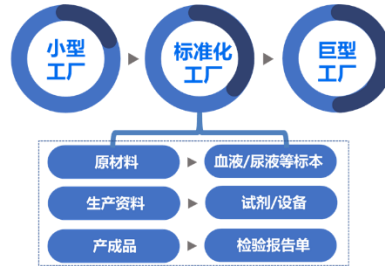 小型
工厂
标准化
工厂
巨型
工厂
原材料
血液/尿液等标本
生产资料
试剂/设备
产成品
检验报告单